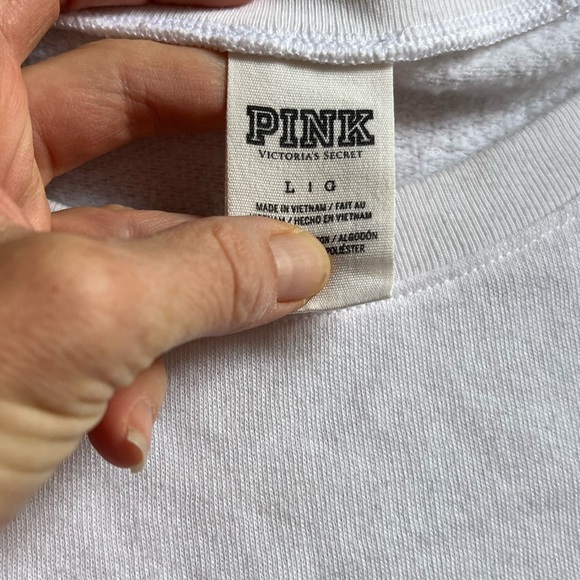 PINK
VICTORIA'S SECRET
L | G
MADE IN VIETNAM / FAIT AU
/ HECHO EN VIETNAM
/ ALGODÓN
POLIÉSTER